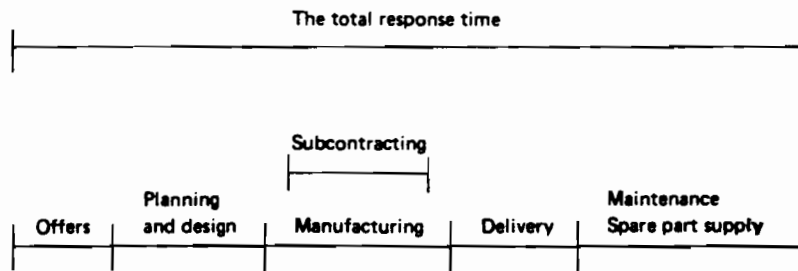 The total response time
Subcontracting
Planning
and design
Maintenance
Spare part supply
Offers
Manufacturing
Delivery